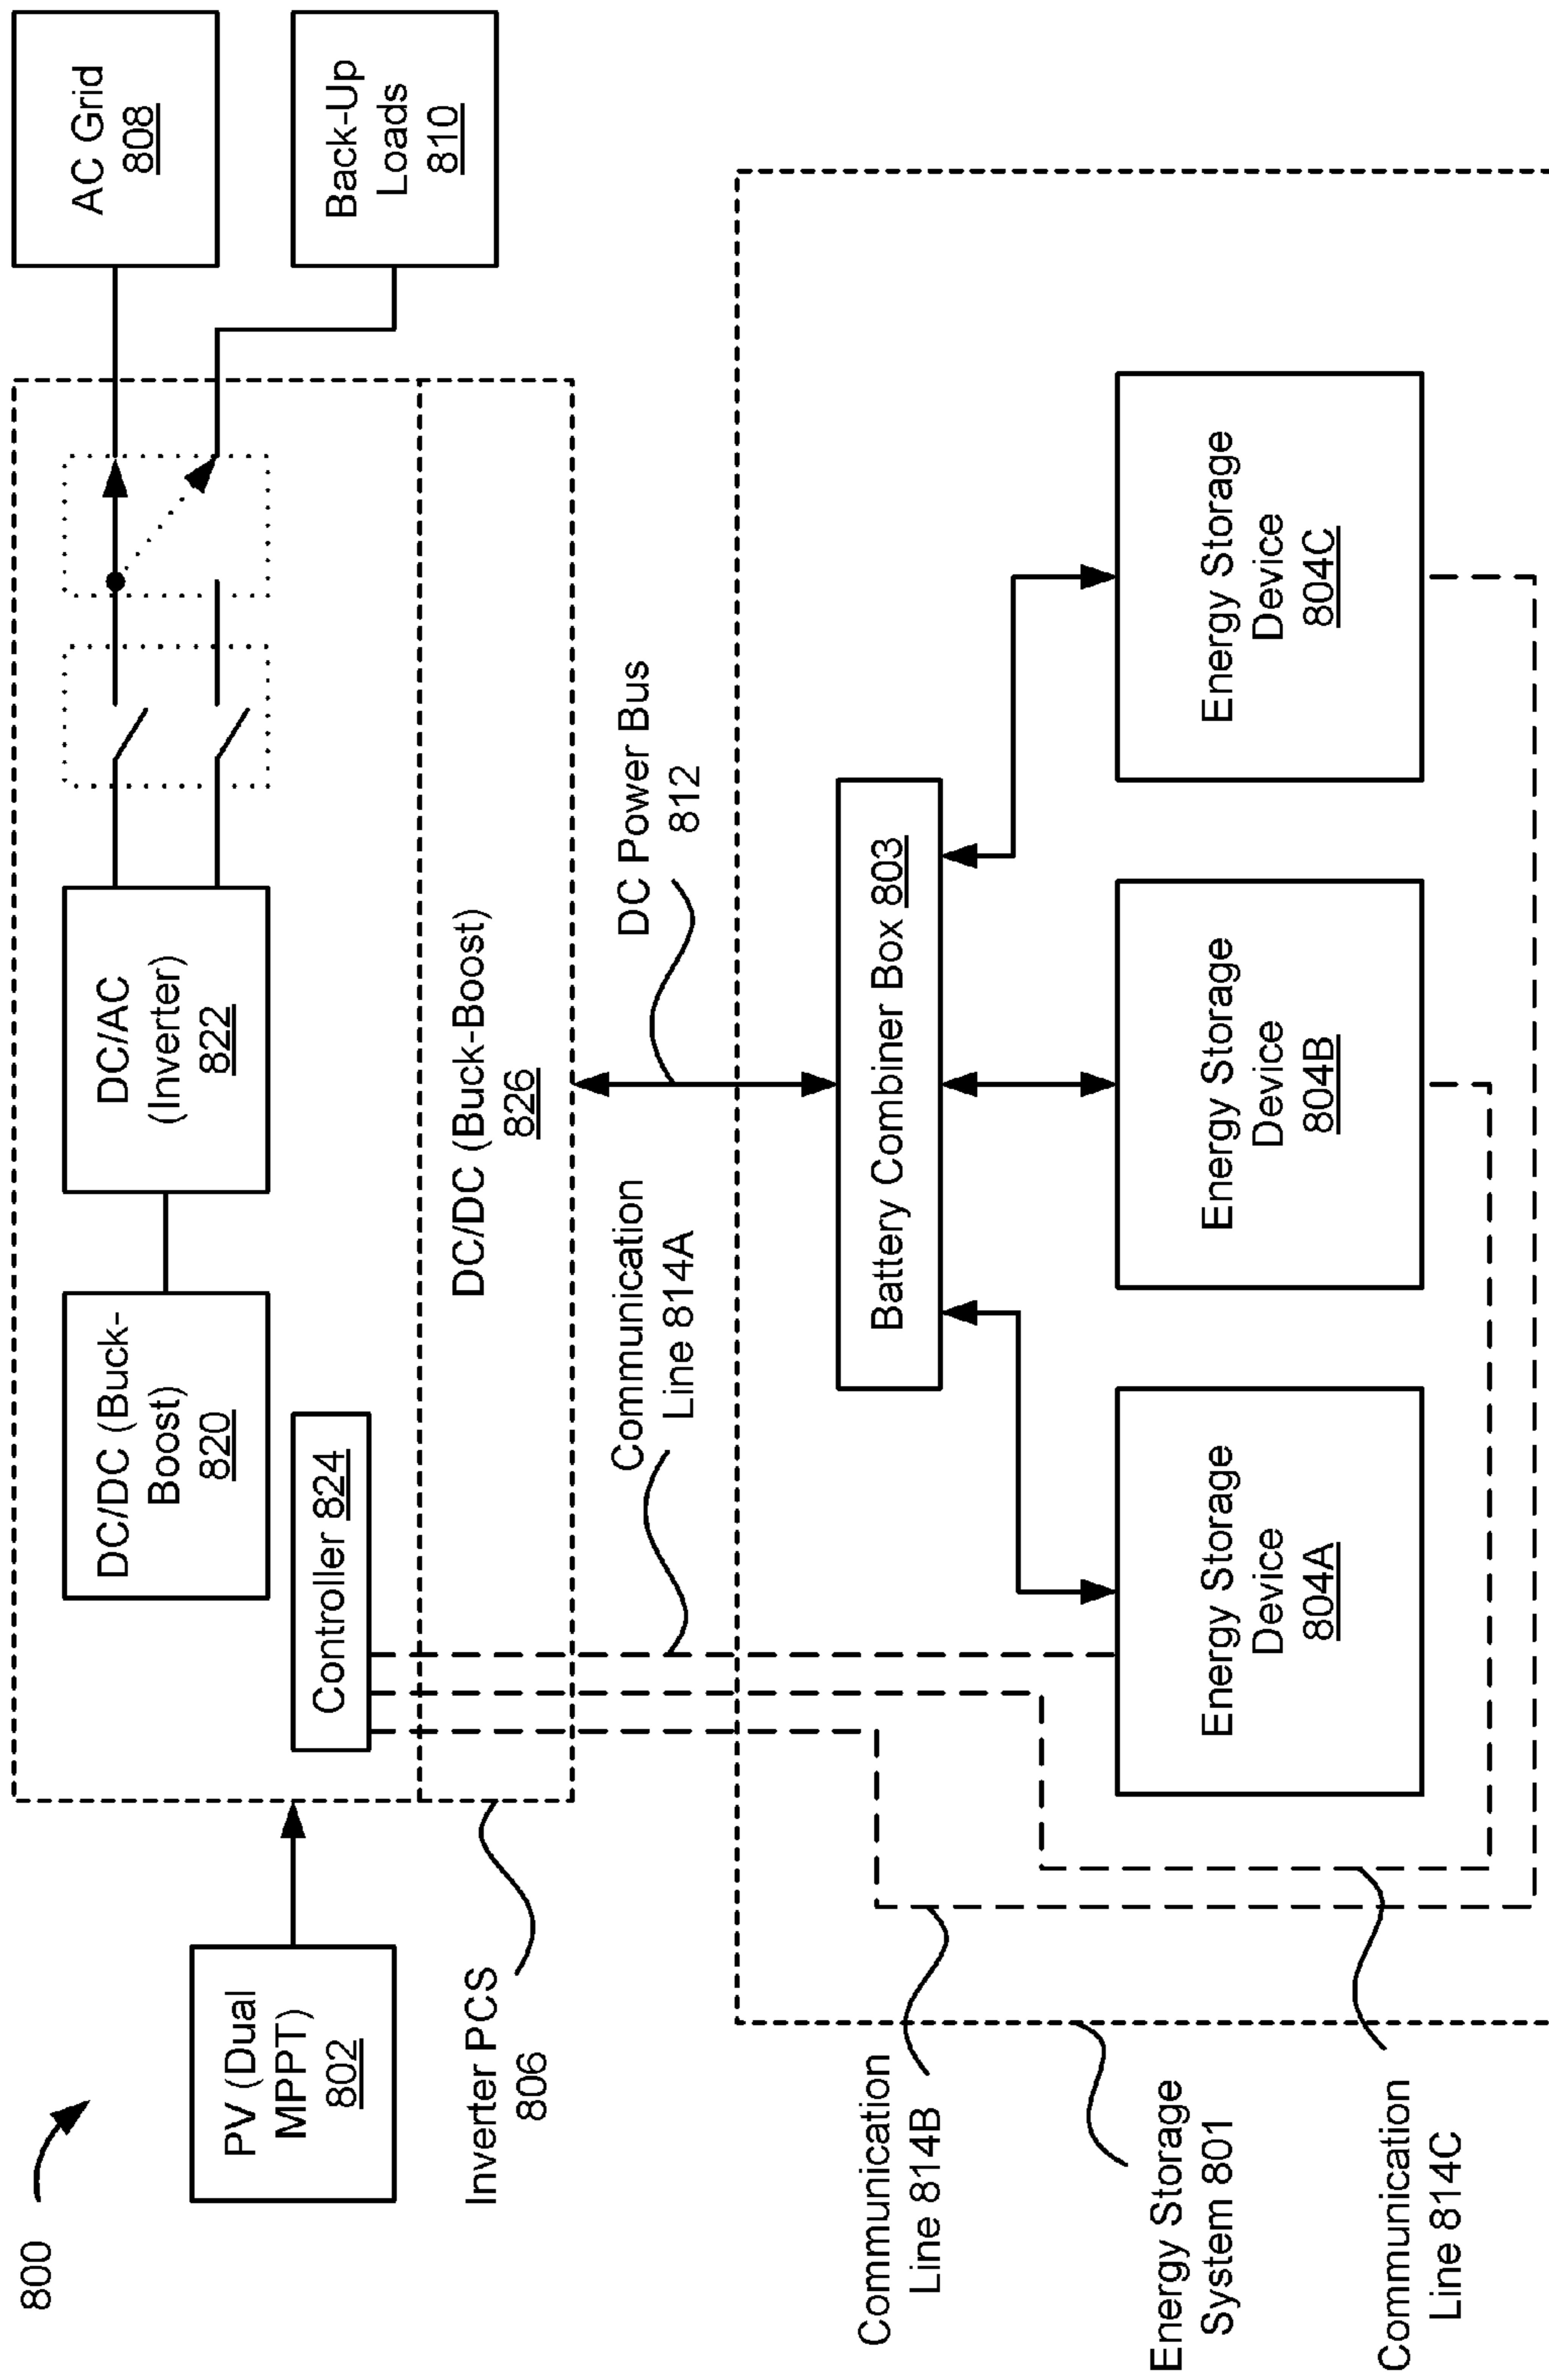 800
PV (Dual
MPPT)
802
DC/DC (Buck-
Boost)
820
DC/AC
(Inverter)
822
AC Grid
808
Back-Up
Loads
810
Controller 824
DC/DC (Buck-Boost)
826
Inverter PCS
806
Communication
Line 814A
DC Power Bus
812
Battery Combiner Box 803
Communication
Line 814B
Energy Storage
System 801
Communication
Line 814C
Energy Storage
Device
804A
Energy Storage
Device
804B
Energy Storage
Device
804C